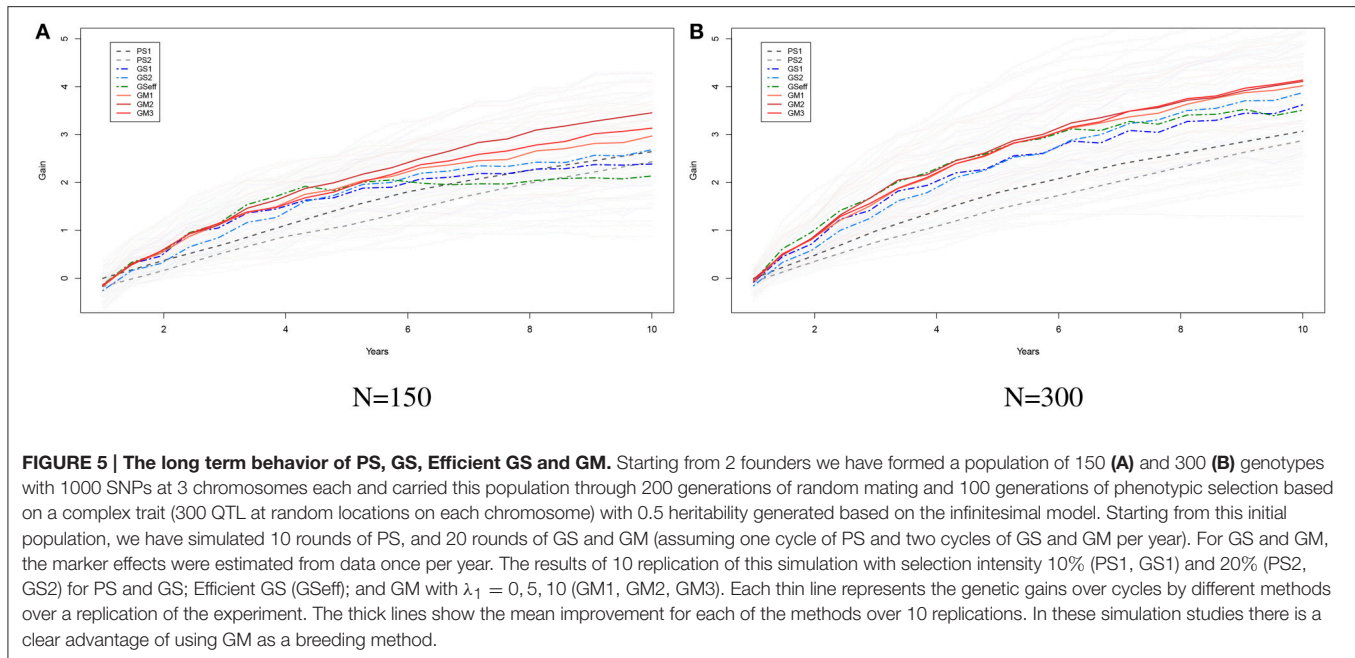 A
B
5
4
3
2
1
0
Gain
PS1
PS2
GS1
GS2
GSeff
GM1
GM2
GM3
2
4
6
8
10
Years
5
4
3
2
1
0
Gain
PS1
PS2
GS1
GS2
GSeff
GM1
GM2
GM3
2
4
6
8
10
Years
N=150
N=300
FIGURE 5 | The long term behavior of PS, GS, Efficient GS and GM. Starting from 2 founders we have formed a population of 150 (A) and 300 (B) genotypes
with 1000 SNPs at 3 chromosomes each and carried this population through 200 generations of random mating and 100 generations of phenotypic selection based
on a complex trait (300 QTL at random locations on each chromosome) with 0.5 heritability generated based on the infinitesimal model. Starting from this initial
population, we have simulated 10 rounds of PS, and 20 rounds of GS and GM (assuming one cycle of PS and two cycles of GS and GM per year). For GS and GM,
the marker effects were estimated from data once per year. The results of 10 replication of this simulation with selection intensity 10% (PS1, GS1) and 20% (PS2,
GS2) for PS and GS; Efficient GS (GSeff); and GM with λ₁ = 0, 5, 10 (GM1, GM2, GM3). Each thin line represents the genetic gains over cycles by different methods
over a replication of the experiment. The thick lines show the mean improvement for each of the methods over 10 replications. In these simulation studies there is a
clear advantage of using GM as a breeding method.